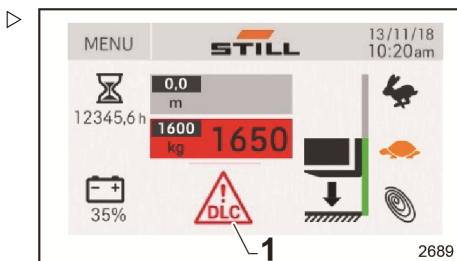 MENU
STILL
13/11/18
10:20am
12345,6 h
0,0
m
1600
kg
1650
- +
35%
DLC
1
2689